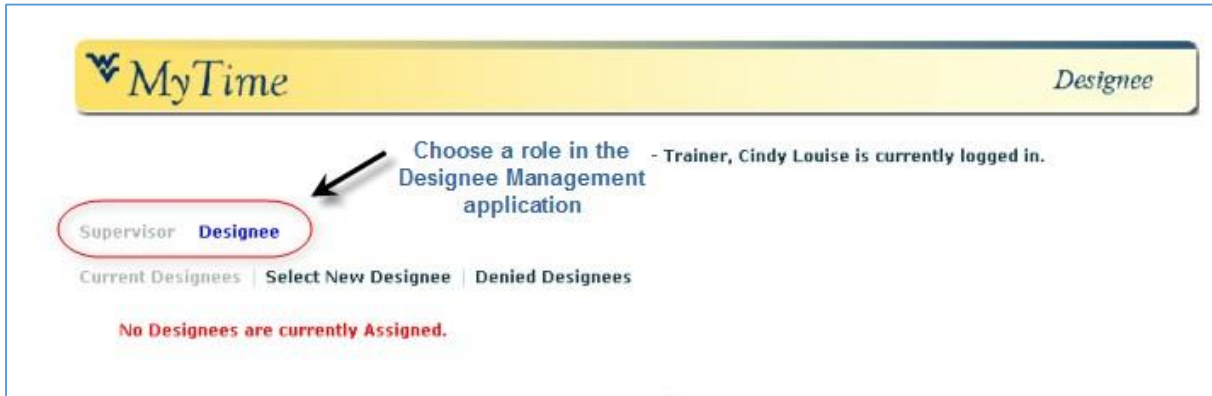 MyTime
Designee
Choose a role in the
Designee Management
application
- Trainer, Cindy Louise is currently logged in.
Supervisor Designee
Current Designees | Select New Designee | Denied Designees
No Designees are currently Assigned.